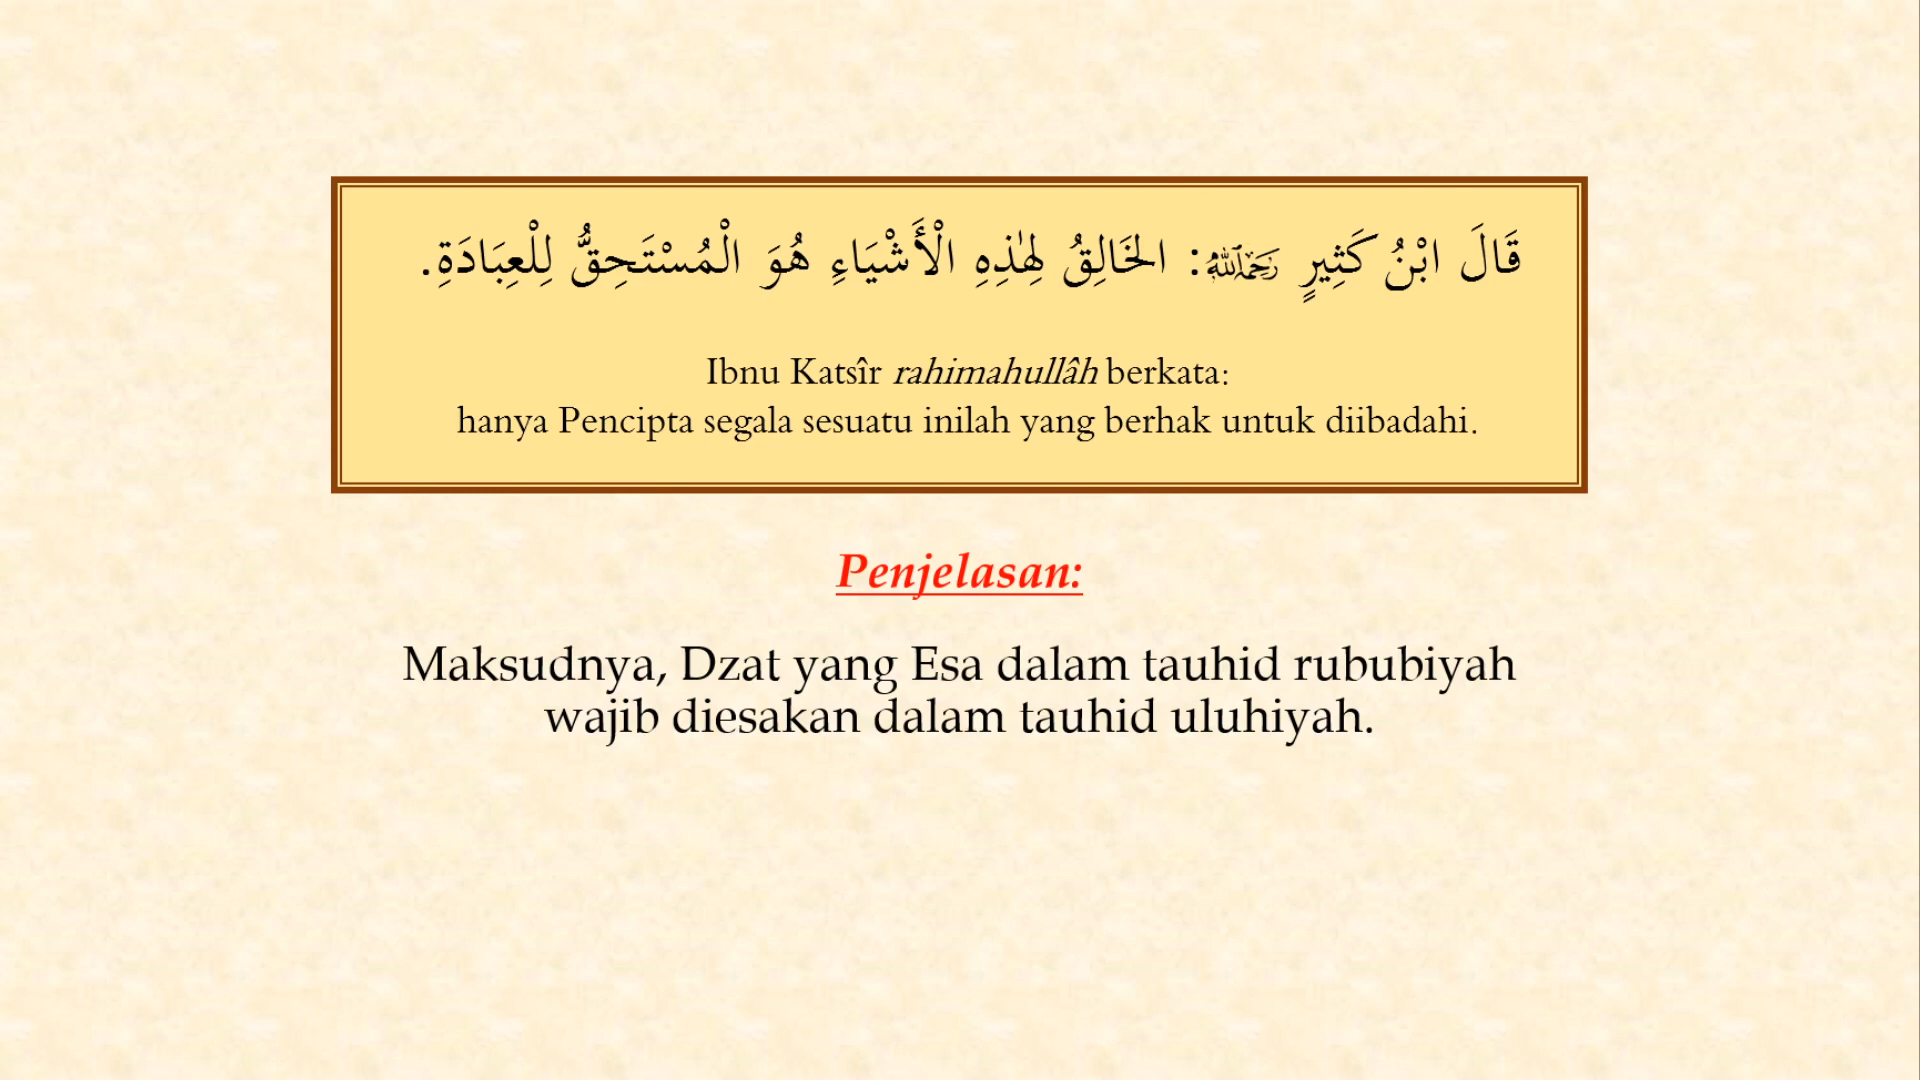 قَالَ ابْنُ كَثِيرٍ رَحِمَهُ اللهُ: الخَالِقُ لِهٰذِهِ الْأَشْيَاءِ هُوَ الْمُسْتَحِقُّ لِلْعِبَادَةِ.
Ibnu Katsîr rahimahullâh berkata:
hanya Pencipta segala sesuatu inilah yang berhak untuk diibadahi.
Penjelasan:
Maksudnya, Dzat yang Esa dalam tauhid rububiyah
wajib diesakan dalam tauhid uluhiyah.